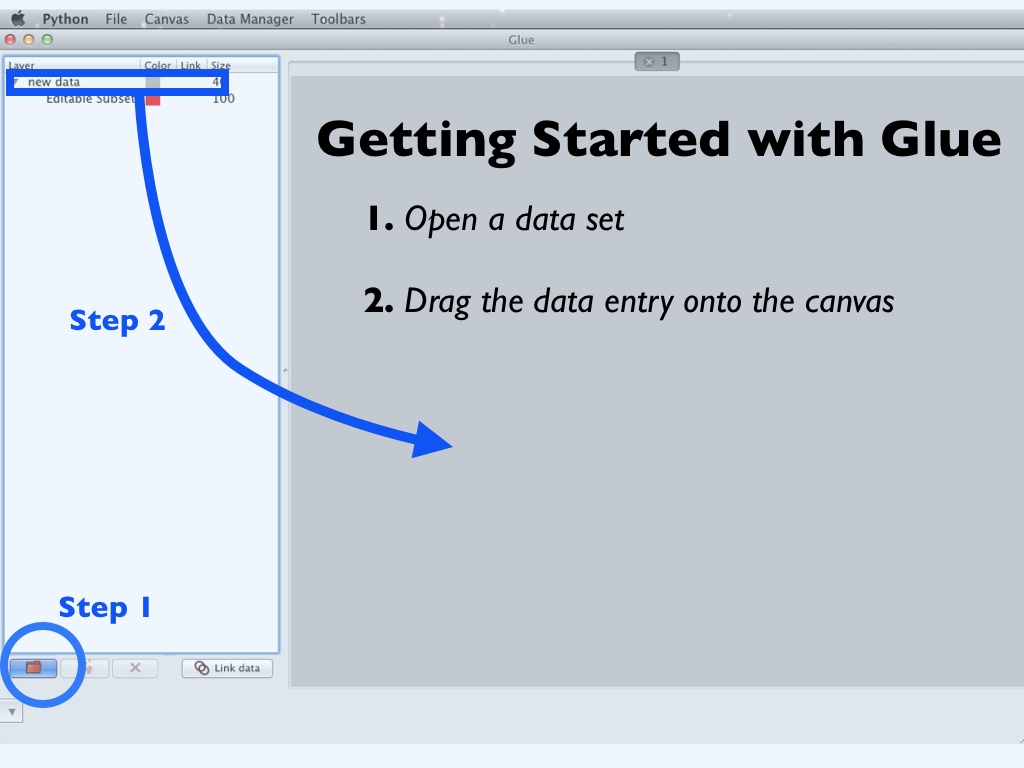 Python File Canvas Data Manager Toolbars
Glue
Layer Color Link Size
1
new data
Editable Subset 100
Getting Started with Glue
1. Open a data set
2. Drag the data entry onto the canvas
Step 2
Step 1
Link data